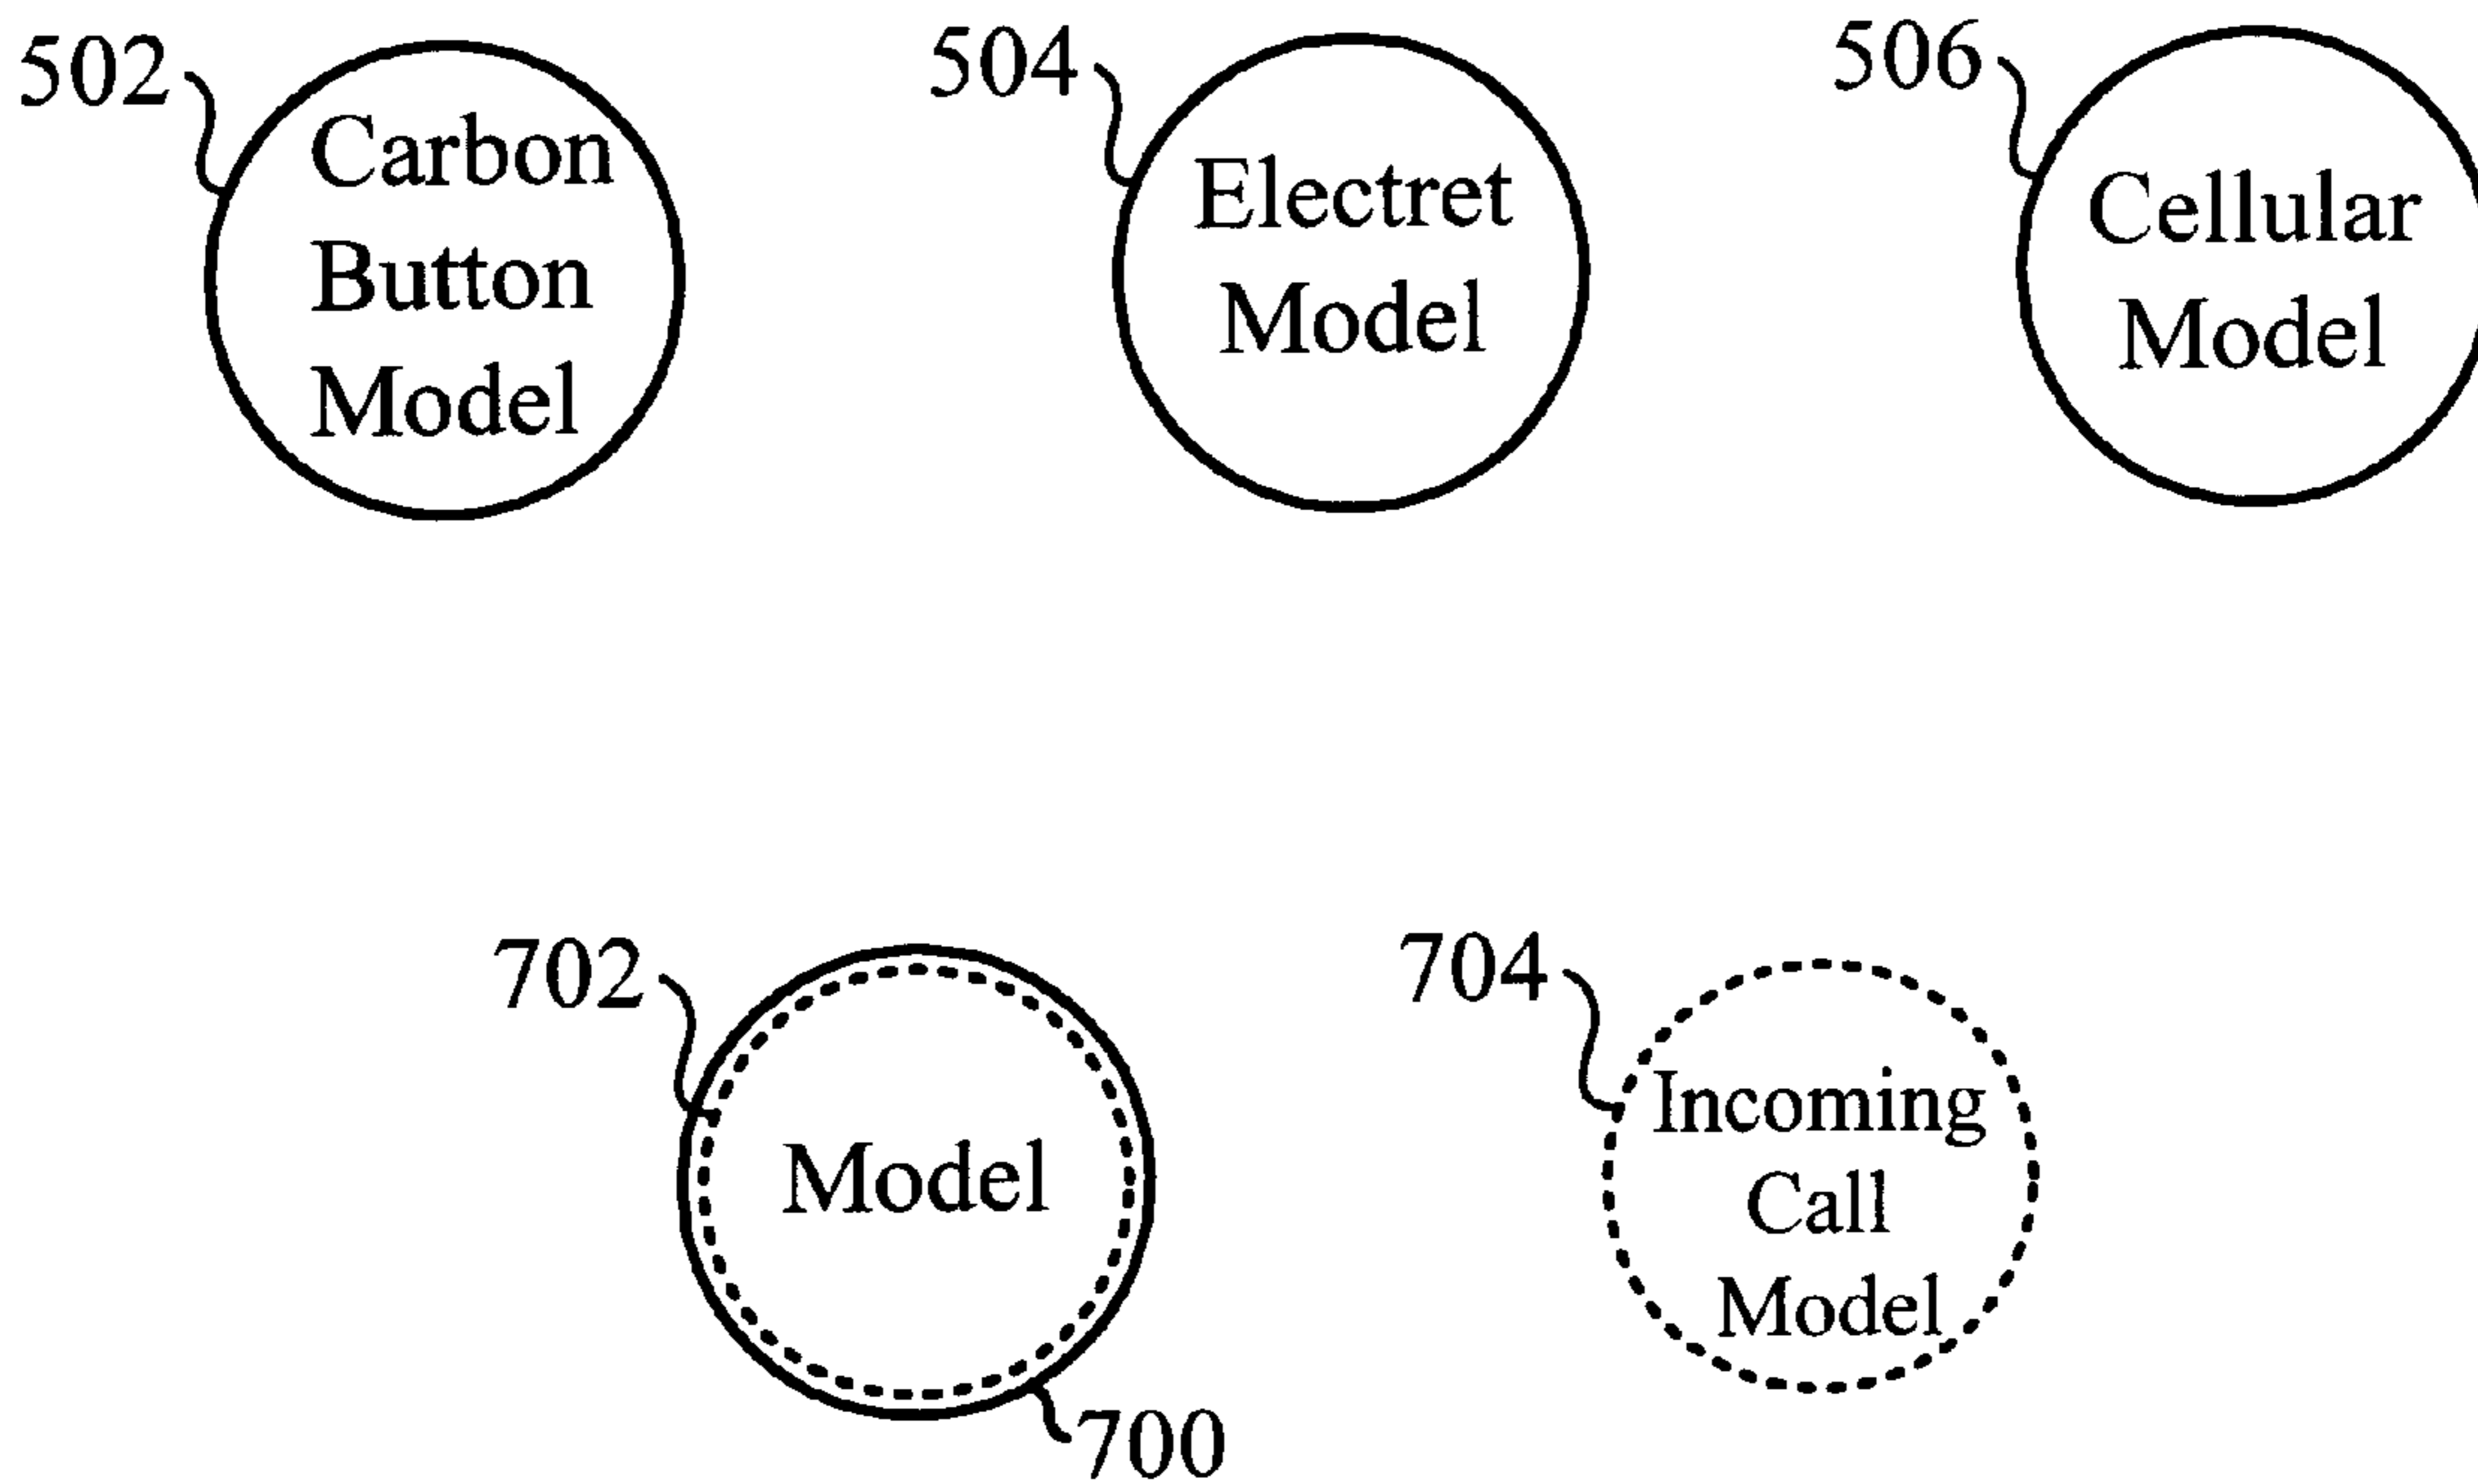 502
Carbon
Button
Model
504
Electret
Model
506
Cellular
Model
702
Model
700
704
Incoming
Call
Model